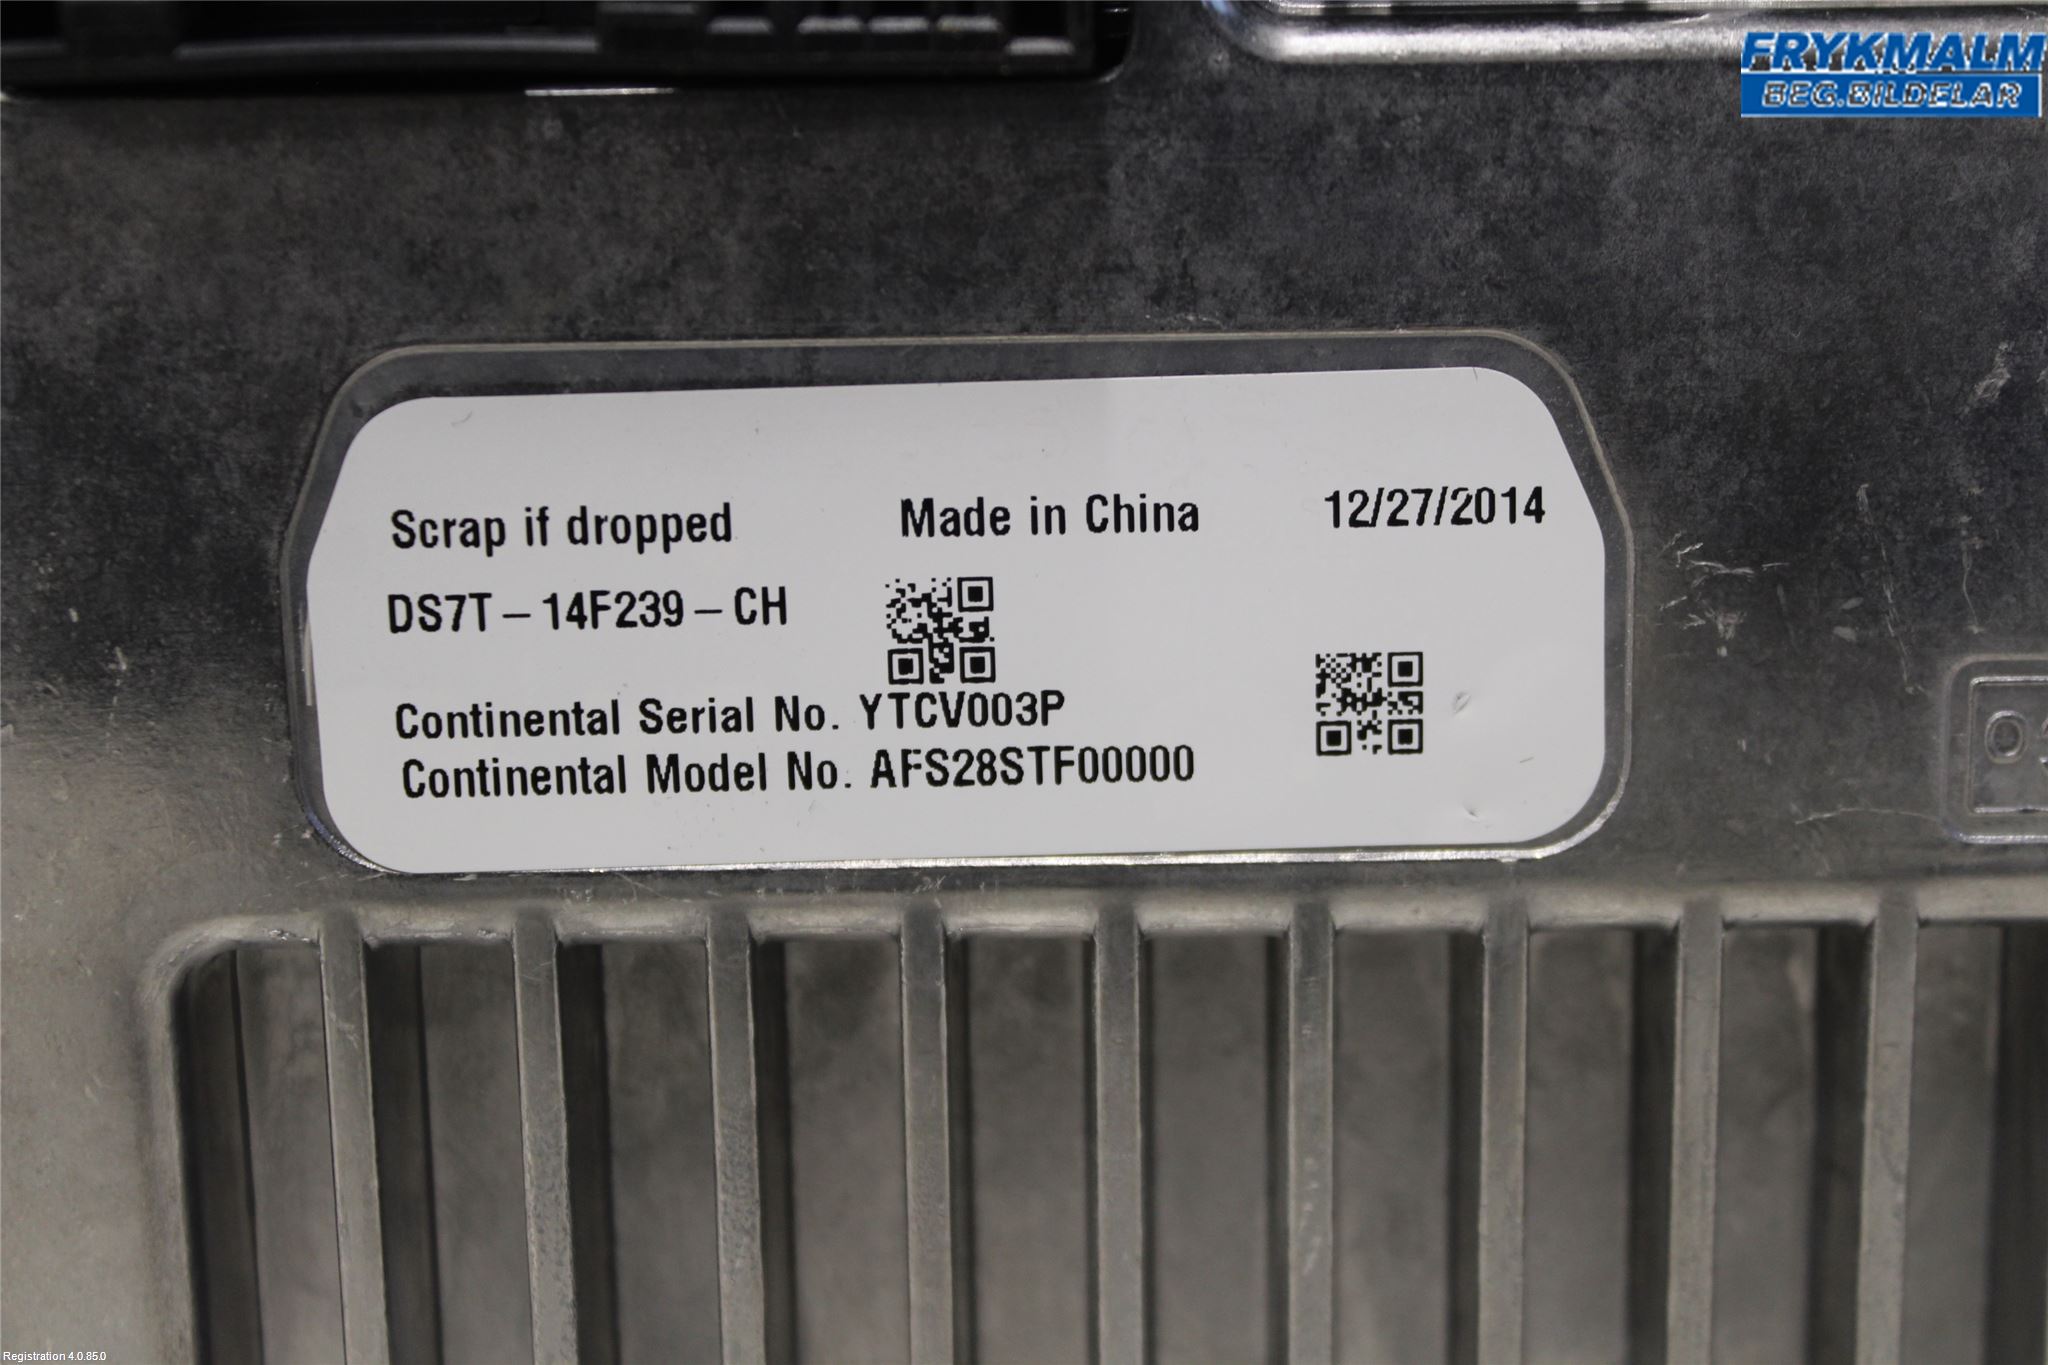 FRYKMALM
BEG.BILDELAR
Scrap if dropped
Made in China
12/27/2014
DS7T – 14F239 – CH
Continental Serial No. YTCV003P
Continental Model No. AFS28STF00000
Registration 4.0.85.0